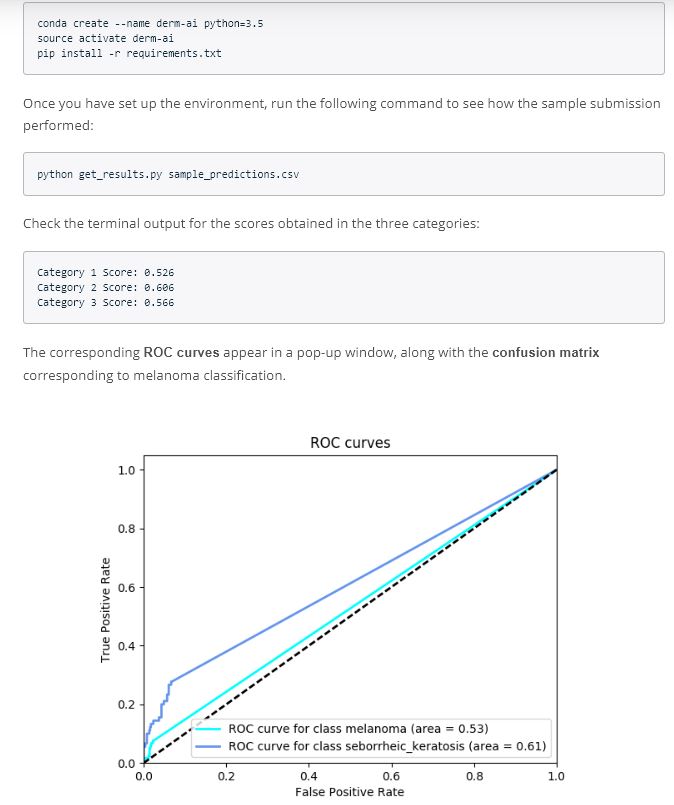 conda create --name derm-ai python=3.5
source activate derm-ai
pip install -r requirements.txt
Once you have set up the environment, run the following command to see how the sample submission
performed:
python get_results.py sample_predictions.csv
Check the terminal output for the scores obtained in the three categories:
Category 1 Score: 0.526
Category 2 Score: 0.606
Category 3 Score: 0.566
The corresponding ROC curves appear in a pop-up window, along with the confusion matrix
corresponding to melanoma classification.
ROC curves
1.0
0.8
0.6
0.4
0.2
0.0
True Positive Rate
ROC curve for class melanoma (area = 0.53)
ROC curve for class seborrheic_keratosis (area = 0.61)
0.0 0.2 0.4 0.6 0.8 1.0
False Positive Rate